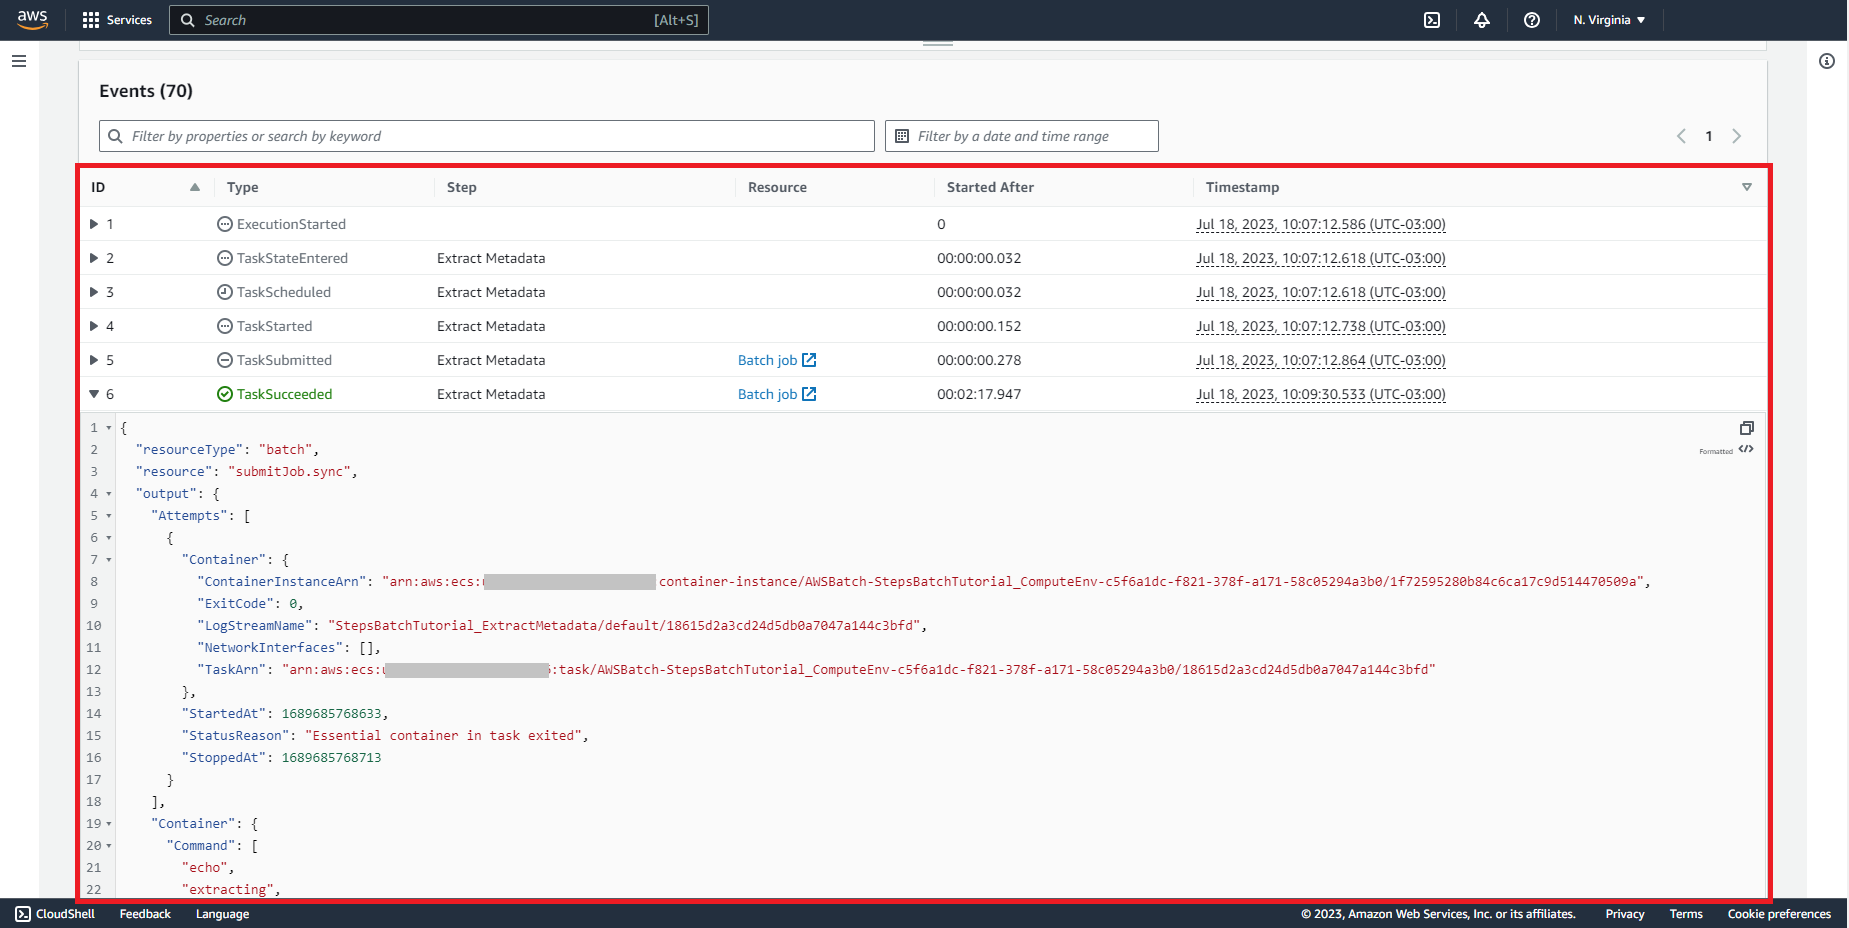 aws Services Search [Alt+S] N. Virginia
Events (70)
Filter by properties or search by keyword Filter by a date and time range 1
ID Type Step Resource Started After Timestamp
1 ExecutionStarted 0 Jul 18, 2023, 10:07:12.586 (UTC-03:00)
2 TaskStateEntered Extract Metadata 00:00:00.032 Jul 18, 2023, 10:07:12.618 (UTC-03:00)
3 TaskScheduled Extract Metadata 00:00:00.032 Jul 18, 2023, 10:07:12.618 (UTC-03:00)
4 TaskStarted Extract Metadata 00:00:00.152 Jul 18, 2023, 10:07:12.738 (UTC-03:00)
5 TaskSubmitted Extract Metadata Batch job 00:00:00.278 Jul 18, 2023, 10:07:12.864 (UTC-03:00)
6 TaskSucceeded Extract Metadata Batch job 00:02:17.947 Jul 18, 2023, 10:09:30.533 (UTC-03:00)
1 {
2 "resourceType": "batch",
Formatted
3 "resource": "submitJob.sync",
4 "output": {
5 "Attempts": [
6 {
7 "Container": {
8 "ContainerInstanceArn": "arn:aws:ecs: container-instance/AWSBatch-StepsBatchTutorial_ComputeEnv-c5f6a1dc-f821-378f-a171-58c05294a3b0/1f72595280b84c6ca17c9d514470509a",
9 "ExitCode": 0,
10 "LogStreamName": "StepsBatchTutorial_ExtractMetadata/default/18615d2a3cd24d5db0a7047a144c3bfd",
11 "NetworkInterfaces": [],
12 "TaskArn": "arn:aws:ecs: :task/AWSBatch-StepsBatchTutorial_ComputeEnv-c5f6a1dc-f821-378f-a171-58c05294a3b0/18615d2a3cd24d5db0a7047a144c3bfd"
13 },
14 "StartedAt": 1689685768633,
15 "StatusReason": "Essential container in task exited",
16 "StoppedAt": 1689685768713
17 }
18 ],
19 "Container": {
20 "Command": [
21 "echo",
22 "extracting",
CloudShell Feedback Language © 2023, Amazon Web Services, Inc. or its affiliates. Privacy Terms Cookie preferences